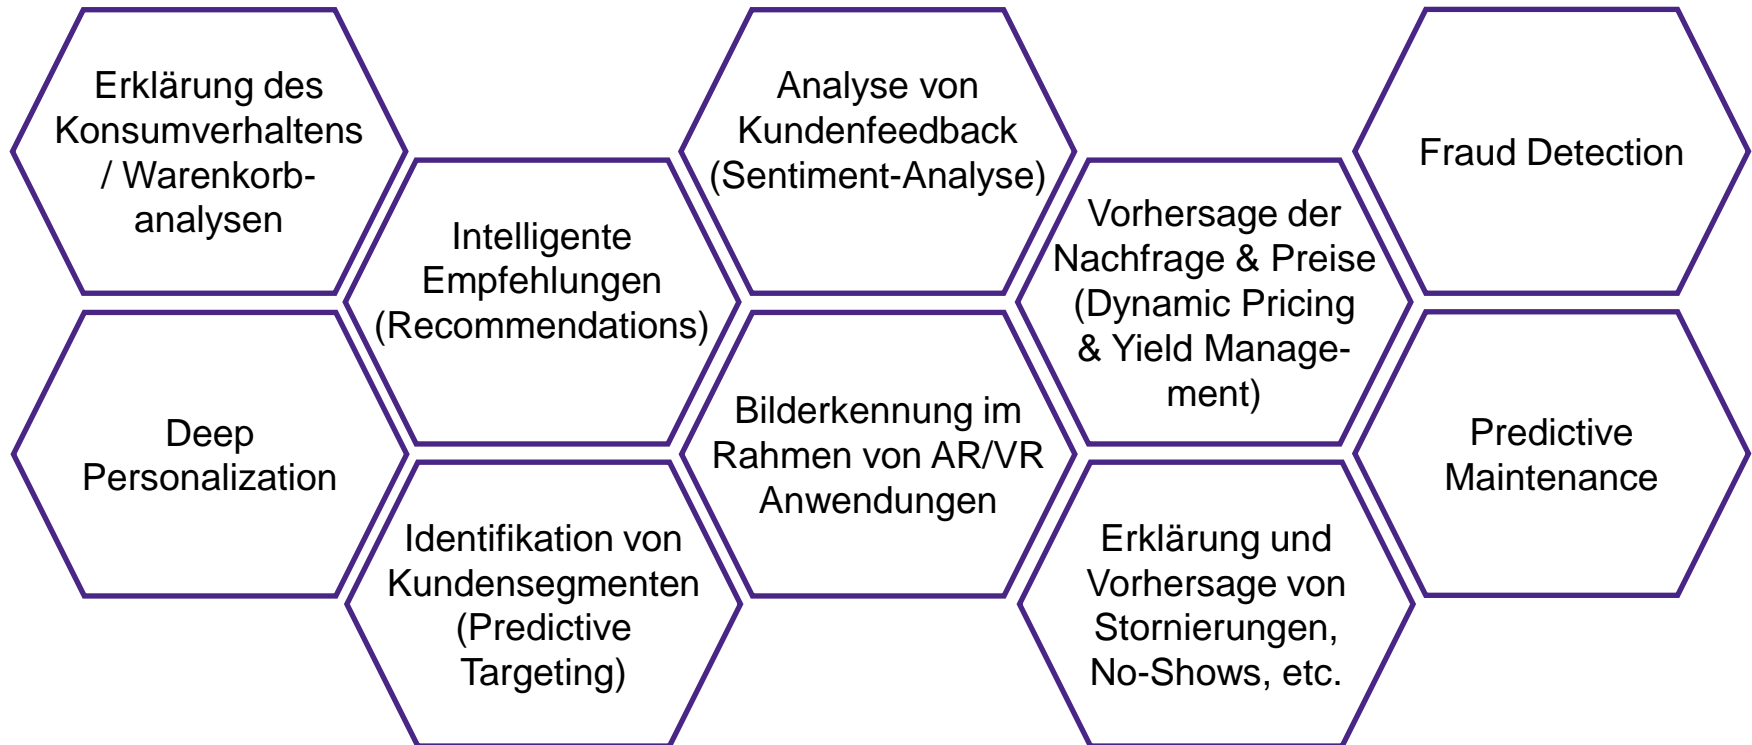 Erklärung des
Konsumverhaltens
/ Warenkorb-
analysen
Deep
Personalization
Intelligente
Empfehlungen
(Recommendations)
Identifikation von
Kundensegmenten
(Predictive
Targeting)
Analyse von
Kundenfeedback
(Sentiment-Analyse)
Bilderkennung im
Rahmen von AR/VR
Anwendungen
Vorhersage der
Nachfrage & Preise
(Dynamic Pricing
& Yield Manage-
ment)
Erklärung und
Vorhersage von
Stornierungen,
No-Shows, etc.
Fraud Detection
Predictive
Maintenance